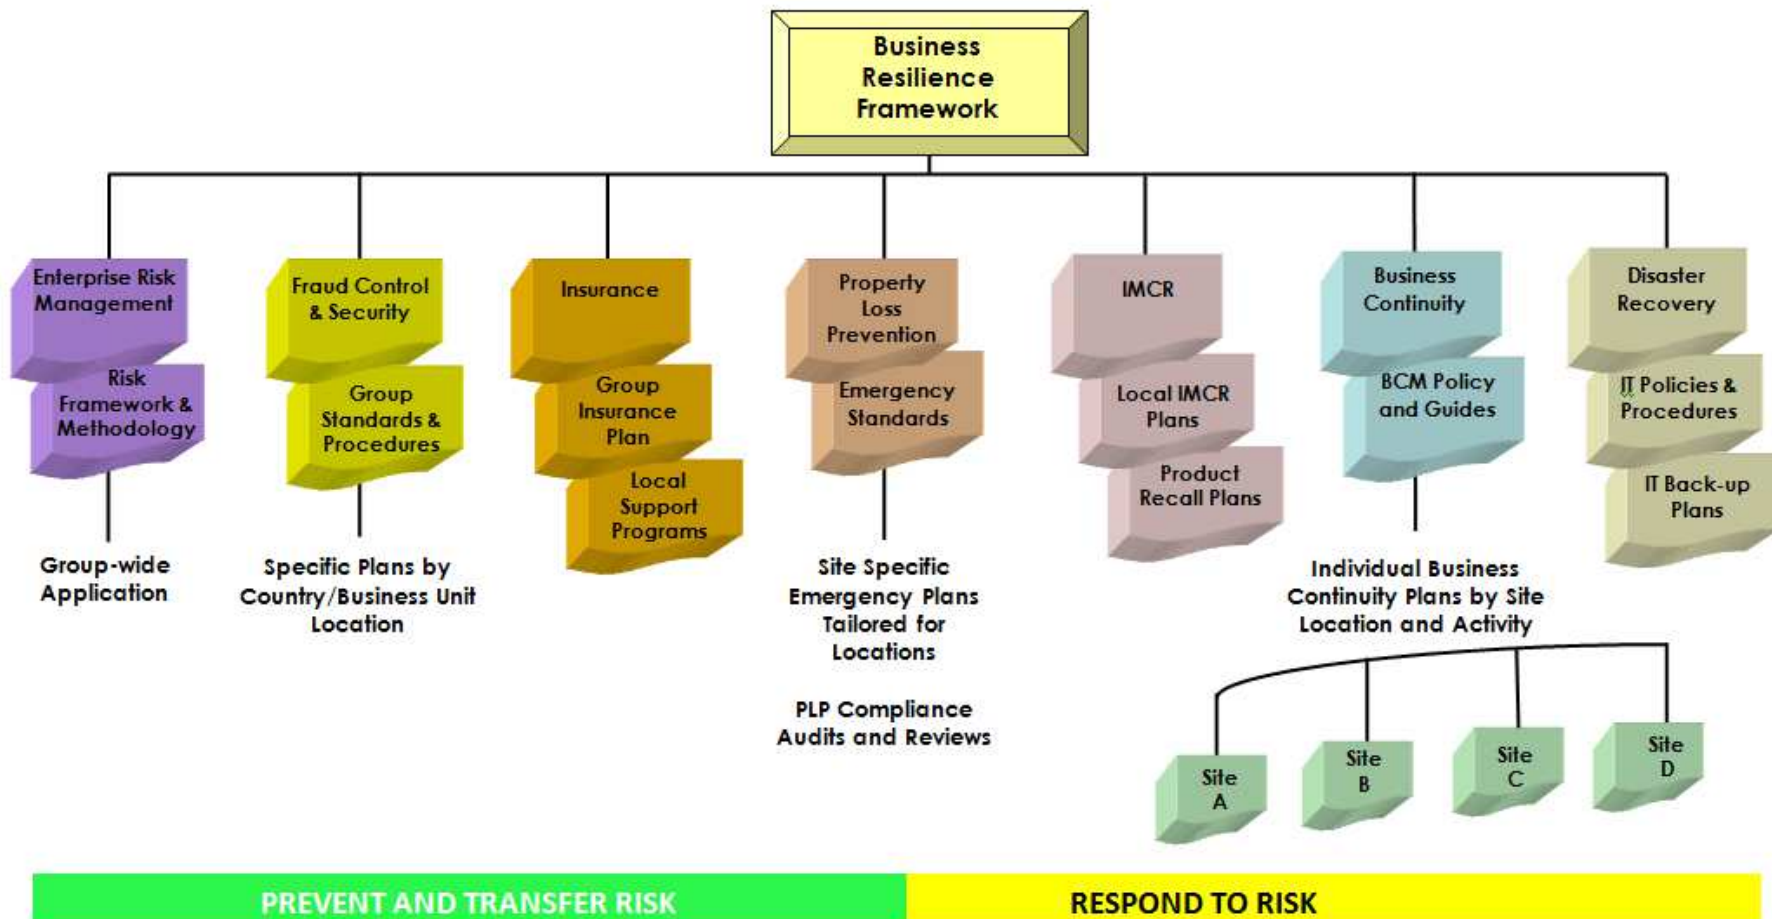 Business
Resilience
Framework
Enterprise Risk
Management
Risk
Framework &
Methodology
Group-wide
Application
Fraud Control
& Security
Group
Standards &
Procedures
Specific Plans by
Country/Business Unit
Location
Insurance
Group
Insurance
Plan
Local
Support
Programs
Property
Loss
Prevention
Emergency
Standards
Site Specific
Emergency Plans
Tailored for
Locations
PLP Compliance
Audits and Reviews
IMCR
Local IMCR
Plans
Product
Recall Plans
Business
Continuity
BCM Policy
and Guides
Individual Business
Continuity Plans by Site
Location and Activity
Site
A
Site
B
Site
C
Site
D
Disaster
Recovery
IT Policies &
Procedures
IT Back-up
Plans
PREVENT AND TRANSFER RISK
RESPOND TO RISK